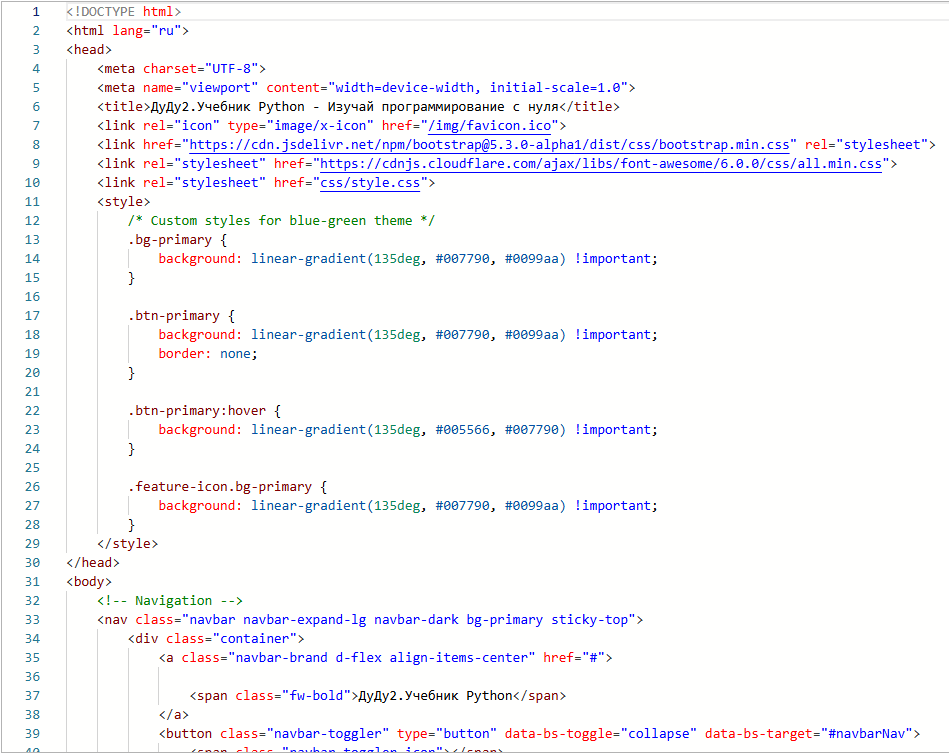 1 <!DOCTYPE html>
2 <html lang="ru">
3 <head>
4 <meta charset="UTF-8">
5 <meta name="viewport" content="width=device-width, initial-scale=1.0">
6 <title>ДуДу2.Учебник Python - Изучай программирование с нуля</title>
7 <link rel="icon" type="image/x-icon" href="/img/favicon.ico">
8 <link href="https://cdn.jsdelivr.net/npm/bootstrap@5.3.0-alpha1/dist/css/bootstrap.min.css" rel="stylesheet">
9 <link rel="stylesheet" href="https://cdnjs.cloudflare.com/ajax/libs/font-awesome/6.0.0/css/all.min.css">
10 <link rel="stylesheet" href="css/style.css">
11 <style>
12 /* Custom styles for blue-green theme */
13 .bg-primary {
14 background: linear-gradient(135deg, #007790, #0099aa) !important;
15 }
16
17 .btn-primary {
18 background: linear-gradient(135deg, #007790, #0099aa) !important;
19 border: none;
20 }
21
22 .btn-primary:hover {
23 background: linear-gradient(135deg, #005566, #007790) !important;
24 }
25
26 .feature-icon.bg-primary {
27 background: linear-gradient(135deg, #007790, #0099aa) !important;
28 }
29 </style>
30 </head>
31 <body>
32 <!-- Navigation -->
33 <nav class="navbar navbar-expand-lg navbar-dark bg-primary sticky-top">
34 <div class="container">
35 <a class="navbar-brand d-flex align-items-center" href="#">
36
37 <span class="fw-bold">ДуДу2.Учебник Python</span>
38 </a>
39 <button class="navbar-toggler" type="button" data-bs-toggle="collapse" data-bs-target="#navbarNav">
40 <span class="navbar-toggler-icon"></span>